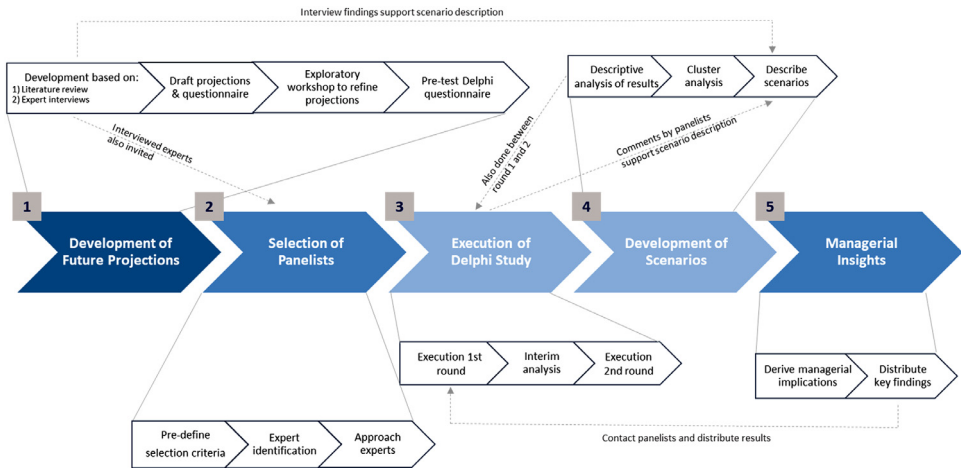 Interview findings support scenario description
Development based on:
1) Literature review
2) Expert interviews
Draft projections
& questionnaire
Exploratory
workshop to refine
projections
Pre-test Delphi
questionnaire
Descriptive
analysis of results
Cluster
analysis
Describe
scenarios
Interviewed experts
also invited
Also done between
round 1 and 2
Comments by panelists
support scenario description
1
Development of
Future Projections
2
Selection of
Panelists
3
Execution of
Delphi Study
4
Development of
Scenarios
5
Managerial
Insights
Execution 1st
round
Interim
analysis
Execution
2nd round
Derive managerial
implications
Distribute
key findings
Pre-define
selection criteria
Expert
identification
Approach
experts
Contact panelists and distribute results